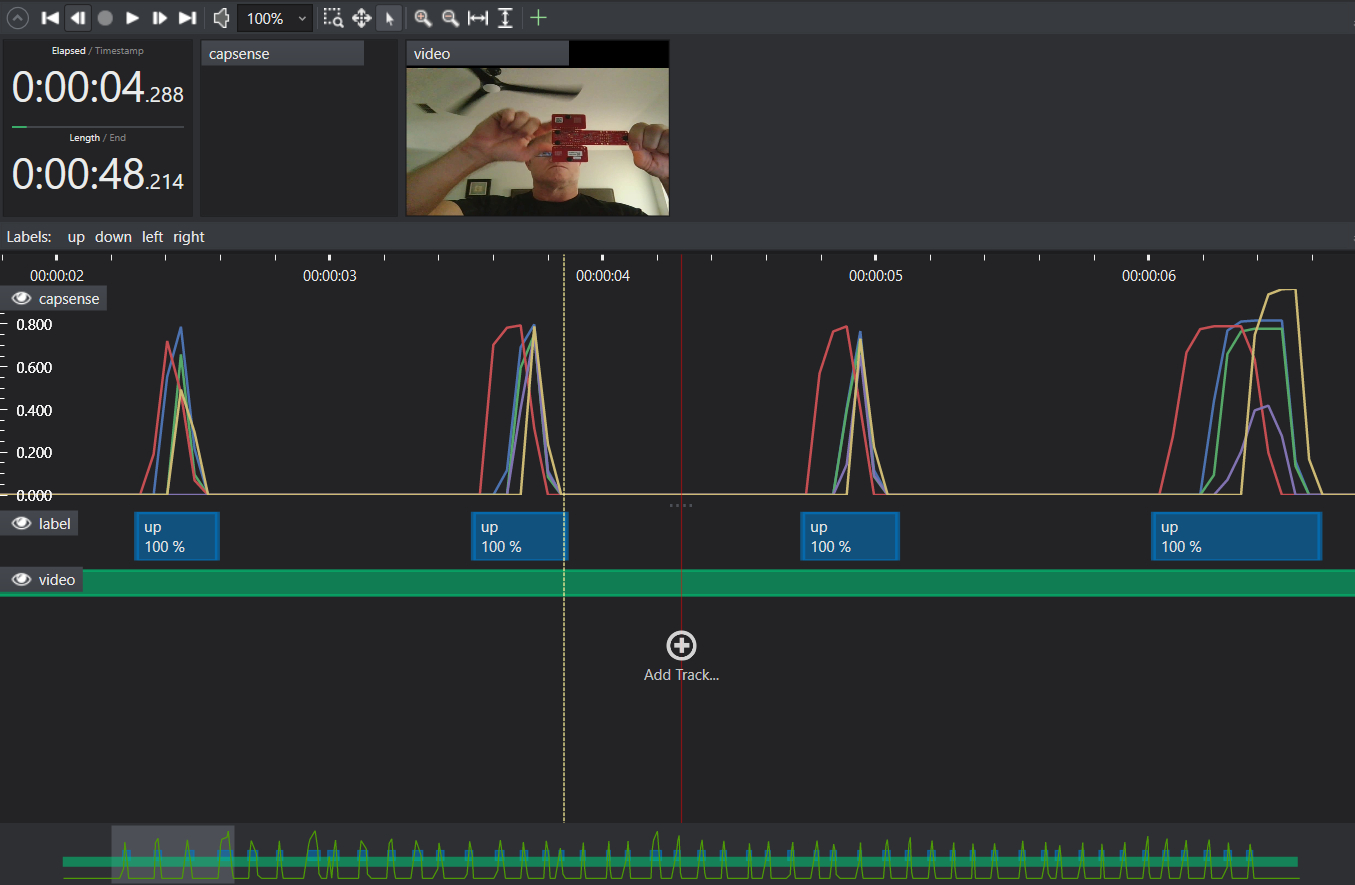 100%
Elapsed / Timestamp
0:00:04.288
Length / End
0:00:48.214
capsense
video
Labels: up down left right
00:00:02 00:00:03 00:00:04 00:00:05 00:00:06
capsense
0.800
0.600
0.400
0.200
0.000
label
up
100 %
up
100 %
up
100 %
up
100 %
video
Add Track...